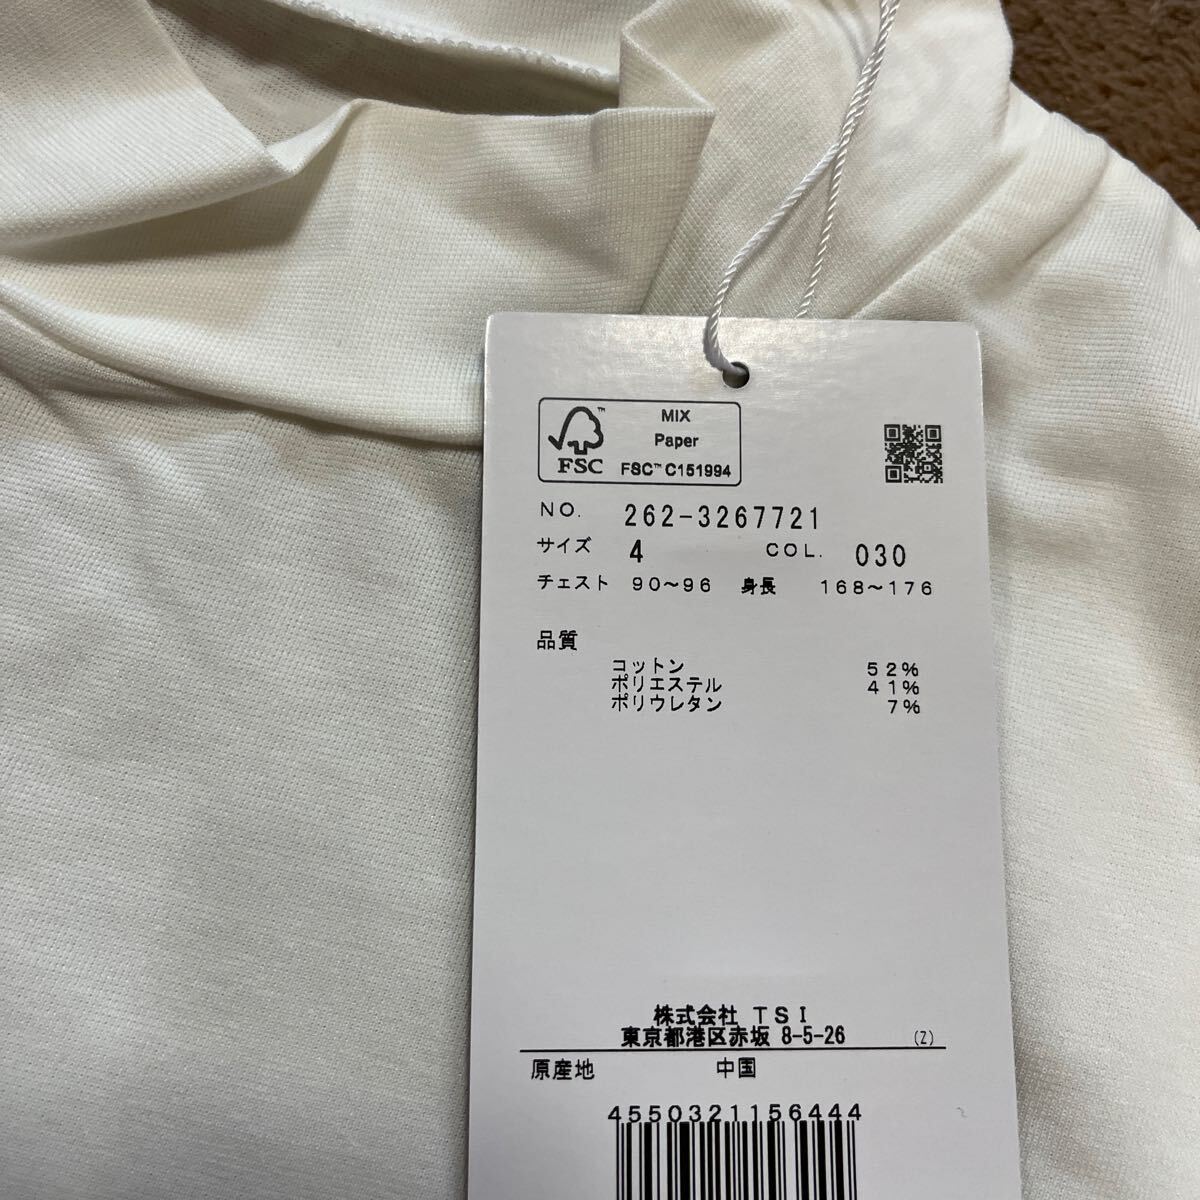 MIX
Paper
FSC™ C151994
FSC™
NO. 262-3267721
サイズ 4 COL. 030
チェスト 90～96 身長 168～176
品質
コットン 52%
ポリエステル 41%
ポリウレタン 7%
株式会社 TSI
東京都港区赤坂 8-5-26 (Z)
原産地 中国
4550321156444